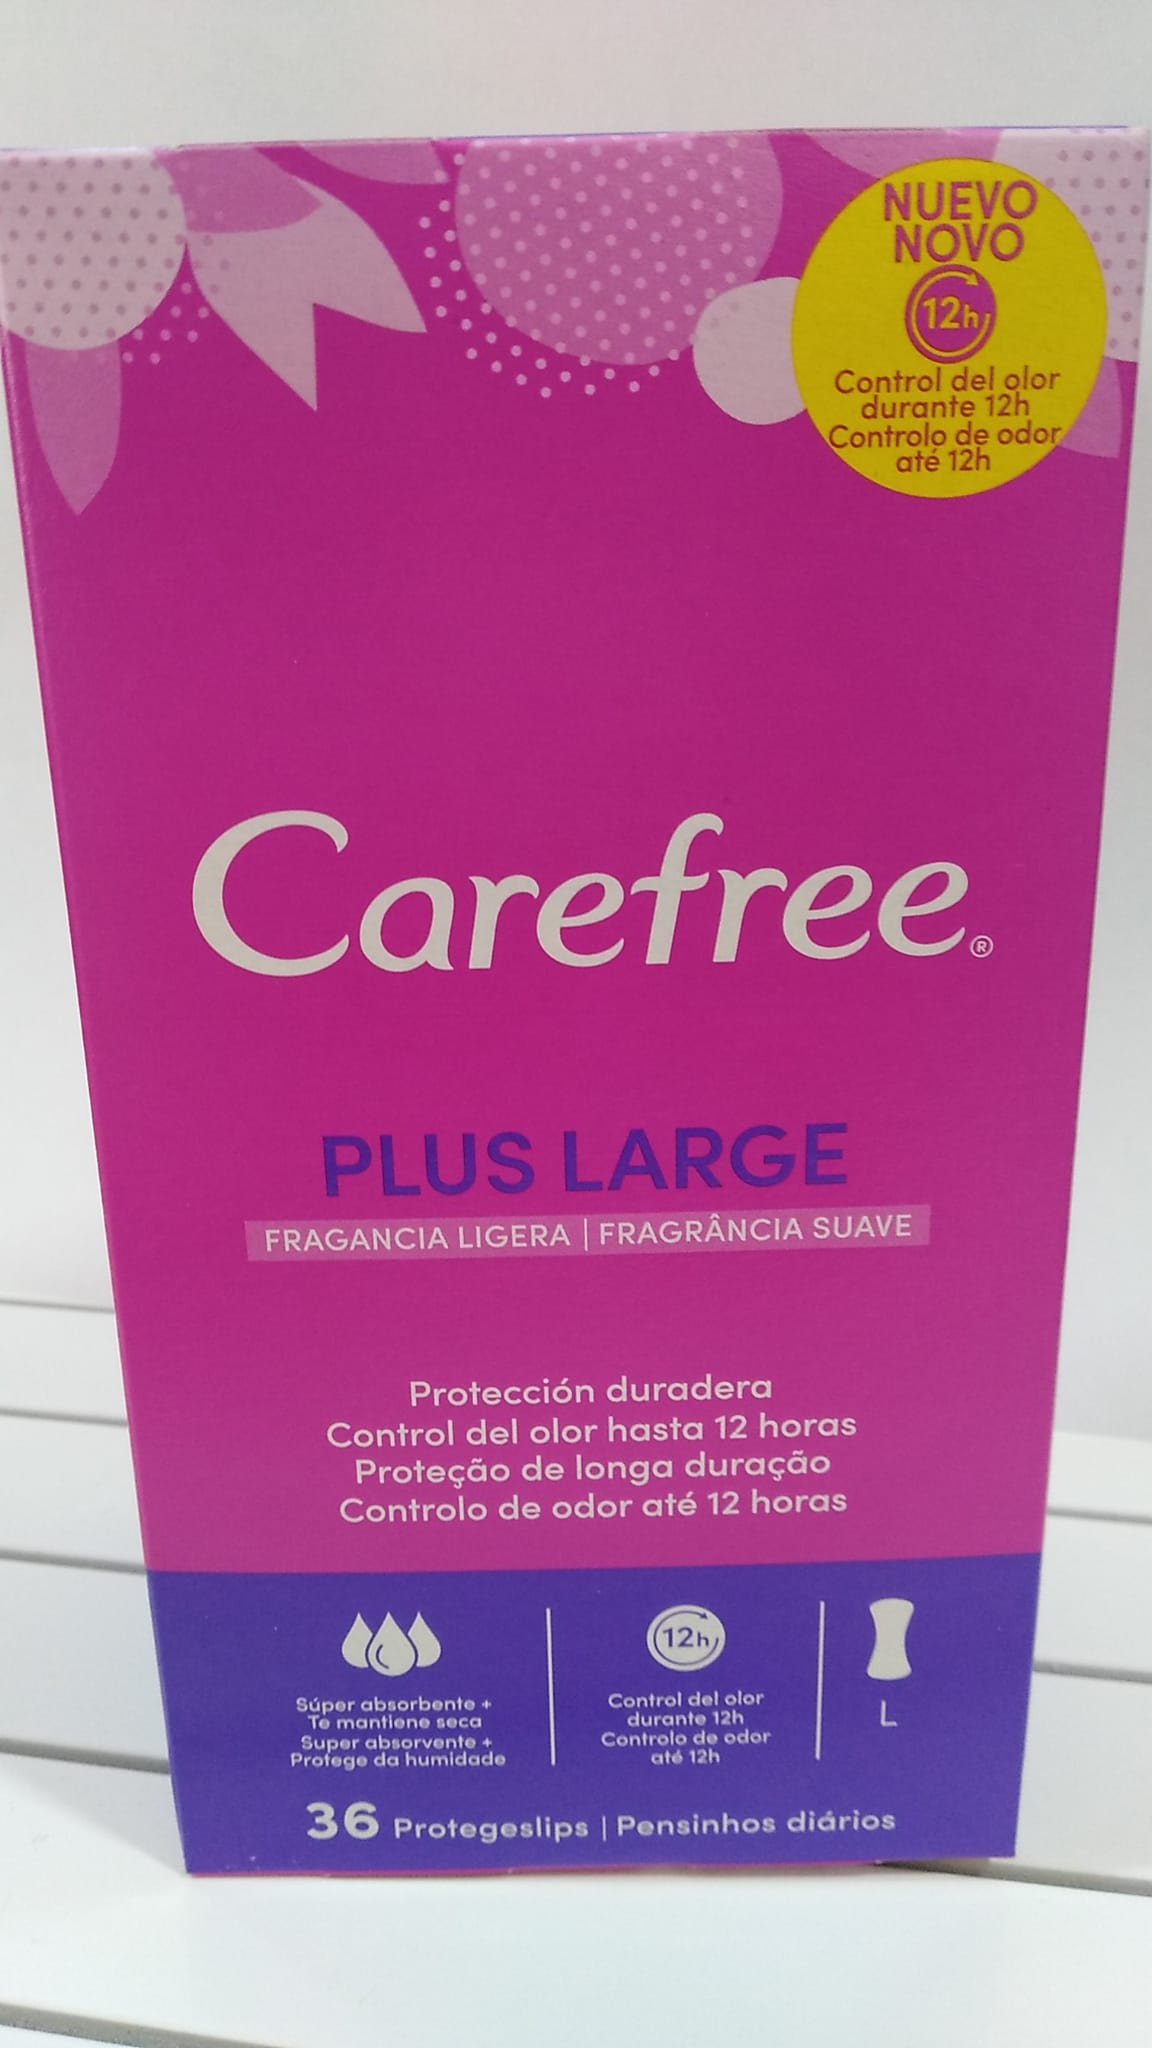 NUEVO
NOVO
12h
Control del olor
durante 12h
Controlo de odor
até 12h
Carefree®
PLUS LARGE
FRAGANCIA LIGERA | FRAGRÂNCIA SUAVE
Protección duradera
Control del olor hasta 12 horas
Proteção de longa duração
Controlo de odor até 12 horas
Súper absorbente +
Te mantiene seca
Super absorvente +
Protege da humidade
12h
Control del olor
durante 12h
Controlo de odor
até 12h
L
36 Protegeslips | Pensinhos diários